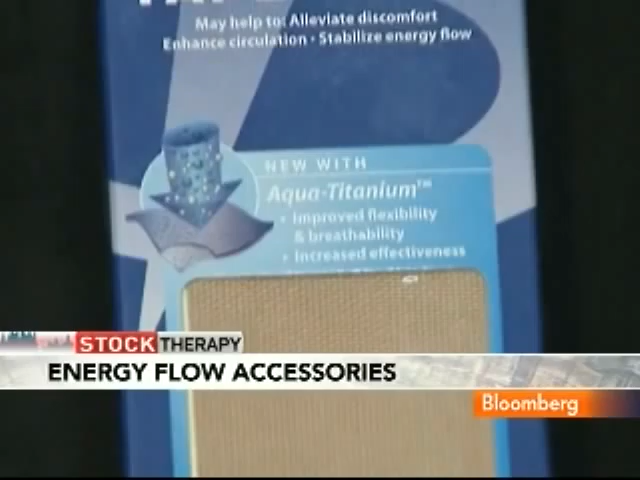 May help to: Alleviate discomfort
Enhance circulation • Stabilize energy flow
NEW WITH
Aqua-Titanium™
• Improved flexibility
& breathability
• Increased effectiveness
STOCK THERAPY
ENERGY FLOW ACCESSORIES
Bloomberg